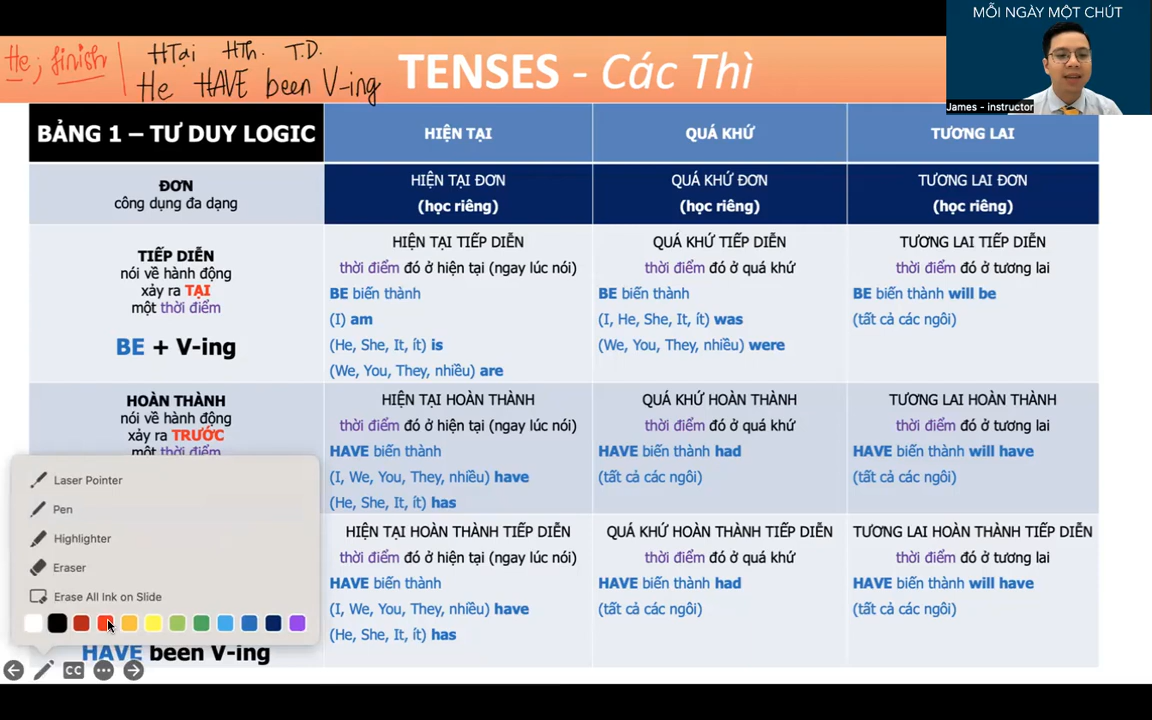 MỖI NGÀY MỘT CHÚT
James - instructor
He; finish
HTại HTh. T.D.
He HAVE been V-ing
TENSES - Các Thì
BẢNG 1 – TƯ DUY LOGIC
HIỆN TẠI
QUÁ KHỨ
TƯƠNG LAI
ĐƠN
công dụng đa dạng
HIỆN TẠI ĐƠN
(học riêng)
QUÁ KHỨ ĐƠN
(học riêng)
TƯƠNG LAI ĐƠN
(học riêng)
TIẾP DIỄN
nói về hành động
xảy ra TẠI
một thời điểm
BE + V-ing
HIỆN TẠI TIẾP DIỄN
thời điểm đó ở hiện tại (ngay lúc nói)
BE biến thành
(I) am
(He, She, It, ít) is
(We, You, They, nhiều) are
QUÁ KHỨ TIẾP DIỄN
thời điểm đó ở quá khứ
BE biến thành
(I, He, She, It, ít) was
(We, You, They, nhiều) were
TƯƠNG LAI TIẾP DIỄN
thời điểm đó ở tương lai
BE biến thành will be
(tất cả các ngôi)
HOÀN THÀNH
nói về hành động
xảy ra TRƯỚC
một thời điểm
HIỆN TẠI HOÀN THÀNH
thời điểm đó ở hiện tại (ngay lúc nói)
HAVE biến thành
(I, We, You, They, nhiều) have
(He, She, It, ít) has
QUÁ KHỨ HOÀN THÀNH
thời điểm đó ở quá khứ
HAVE biến thành had
(tất cả các ngôi)
TƯƠNG LAI HOÀN THÀNH
thời điểm đó ở tương lai
HAVE biến thành will have
(tất cả các ngôi)
Laser Pointer
Pen
Highlighter
Eraser
Erase All Ink on Slide
HAVE been V-ing
CC
HIỆN TẠI HOÀN THÀNH TIẾP DIỄN
thời điểm đó ở hiện tại (ngay lúc nói)
HAVE biến thành
(I, We, You, They, nhiều) have
(He, She, It, ít) has
QUÁ KHỨ HOÀN THÀNH TIẾP DIỄN
thời điểm đó ở quá khứ
HAVE biến thành had
(tất cả các ngôi)
TƯƠNG LAI HOÀN THÀNH TIẾP DIỄN
thời điểm đó ở tương lai
HAVE biến thành will have
(tất cả các ngôi)